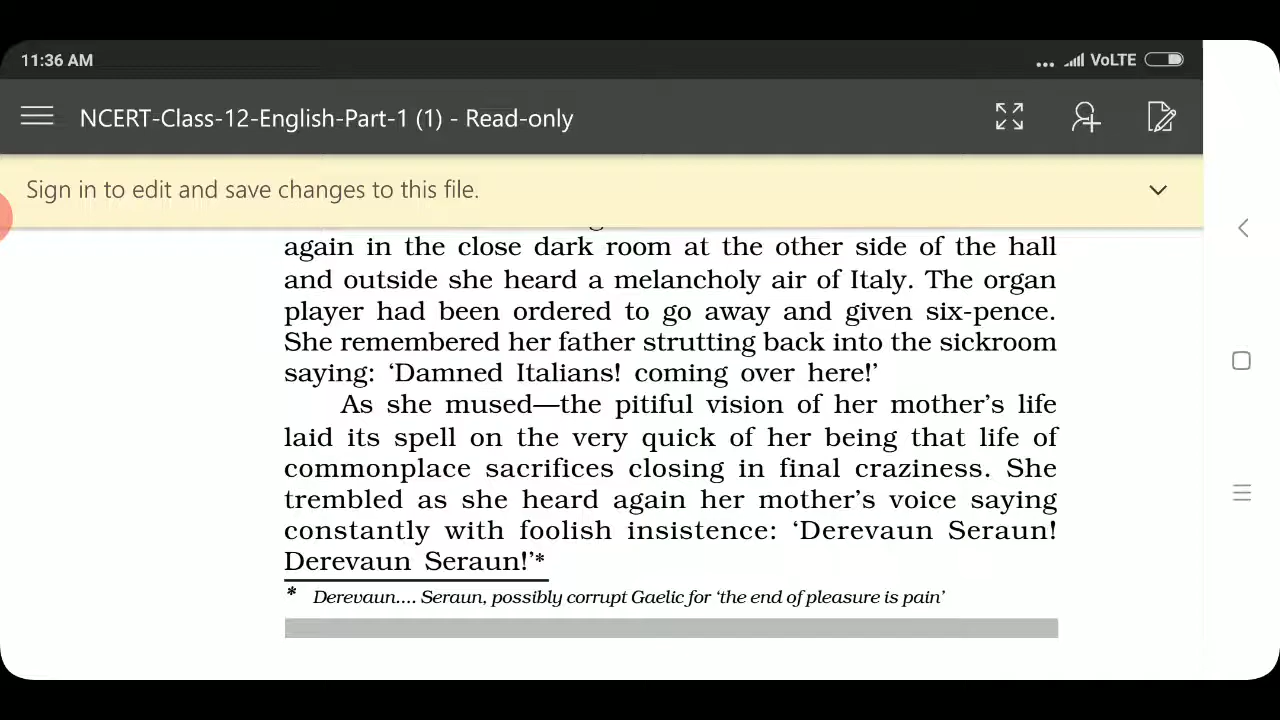 11:36 AM
VoLTE
NCERT-Class-12-English-Part-1 (1) - Read-only
Sign in to edit and save changes to this file.
again in the close dark room at the other side of the hall
and outside she heard a melancholy air of Italy. The organ
player had been ordered to go away and given six-pence.
She remembered her father strutting back into the sickroom
saying: ‘Damned Italians! coming over here!’
As she mused—the pitiful vision of her mother’s life
laid its spell on the very quick of her being that life of
commonplace sacrifices closing in final craziness. She
trembled as she heard again her mother’s voice saying
constantly with foolish insistence: ‘Derevaun Seraun!
Derevaun Seraun!’*
* Derevaun.... Seraun, possibly corrupt Gaelic for ‘the end of pleasure is pain’